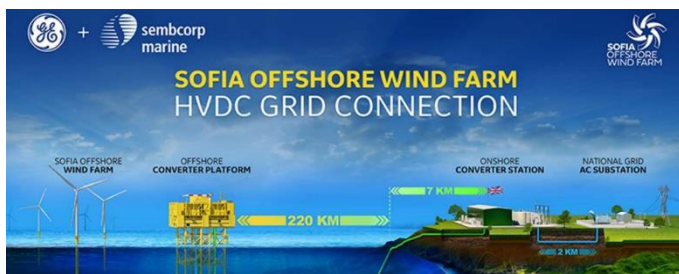 GE + sembcorp
marine
SOFIA
OFFSHORE
WIND FARM
SOFIA OFFSHORE WIND FARM
HVDC GRID CONNECTION
SOFIA OFFSHORE
WIND FARM
OFFSHORE
CONVERTER PLATFORM
ONSHORE
CONVERTER STATION
NATIONAL GRID
AC SUBSTATION
7 KM
220 KM
2 KM